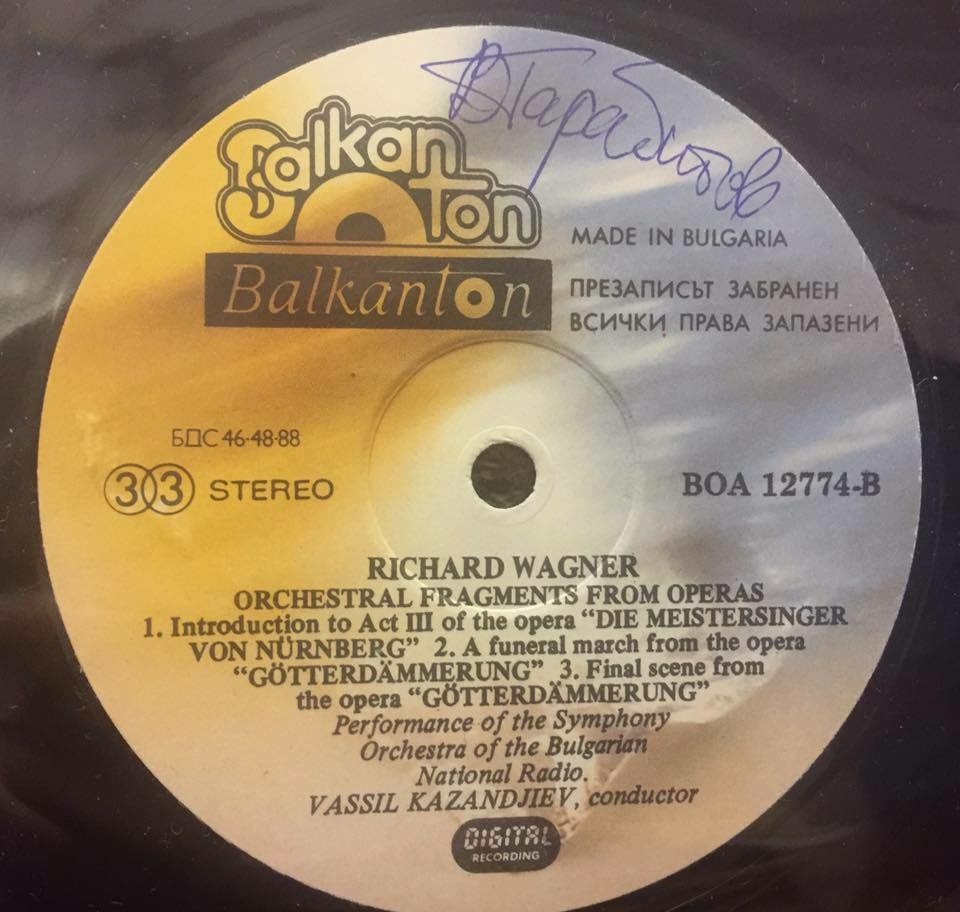 Balkan
ton
Balkanton
MADE IN BULGARIA
ПРЕЗАПИСЪТ ЗАБРАНЕН
ВСИЧКИ ПРАВА ЗАПАЗЕНИ
БДС 46-48-88
33 STEREO
BOA 12774-B
RICHARD WAGNER
ORCHESTRAL FRAGMENTS FROM OPERAS
1. Introduction to Act III of the opera “DIE MEISTERSINGER
VON NÜRNBERG” 2. A funeral march from the opera
“GÖTTERDÄMMERUNG” 3. Final scene from
the opera “GÖTTERDÄMMERUNG”
Performance of the Symphony
Orchestra of the Bulgarian
National Radio.
VASSIL KAZANDJIEV, conductor
DIGITAL
RECORDING